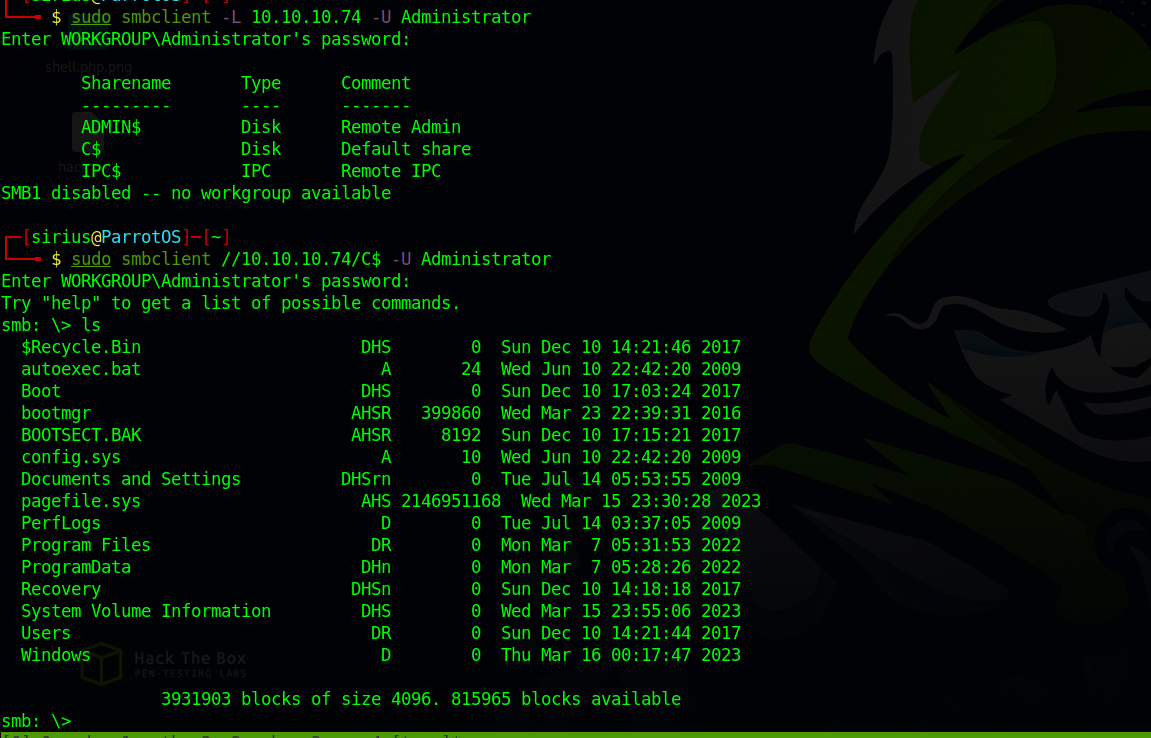 $ sudo smbclient -L 10.10.10.74 -U Administrator
Enter WORKGROUP\Administrator's password:
shell.php.png
Sharename Type Comment
--------- ---- -------
ADMIN$ Disk Remote Admin
C$ Disk Default share
IPC$ IPC Remote IPC
SMB1 disabled -- no workgroup available
┌─[sirius@ParrotOS]─[~]
└──╼ $ sudo smbclient //10.10.10.74/C$ -U Administrator
Enter WORKGROUP\Administrator's password:
Try "help" to get a list of possible commands.
smb: \> ls
$Recycle.Bin DHS 0 Sun Dec 10 14:21:46 2017
autoexec.bat A 24 Wed Jun 10 22:42:20 2009
Boot DHS 0 Sun Dec 10 17:03:24 2017
bootmgr AHSR 399860 Wed Mar 23 22:39:31 2016
BOOTSECT.BAK AHSR 8192 Sun Dec 10 17:15:21 2017
config.sys A 10 Wed Jun 10 22:42:20 2009
Documents and Settings DHSrn 0 Tue Jul 14 05:53:55 2009
pagefile.sys AHS 2146951168 Wed Mar 15 23:30:28 2023
PerfLogs D 0 Tue Jul 14 03:37:05 2009
Program Files DR 0 Mon Mar 7 05:31:53 2022
ProgramData DHn 0 Mon Mar 7 05:28:26 2022
Recovery DHSn 0 Sun Dec 10 14:18:18 2017
System Volume Information DHS 0 Wed Mar 15 23:55:06 2023
Users DR 0 Sun Dec 10 14:21:44 2017
Windows D 0 Thu Mar 16 00:17:47 2023
Hack The Box
PEN-TESTING LABS
3931903 blocks of size 4096. 815965 blocks available
smb: \>